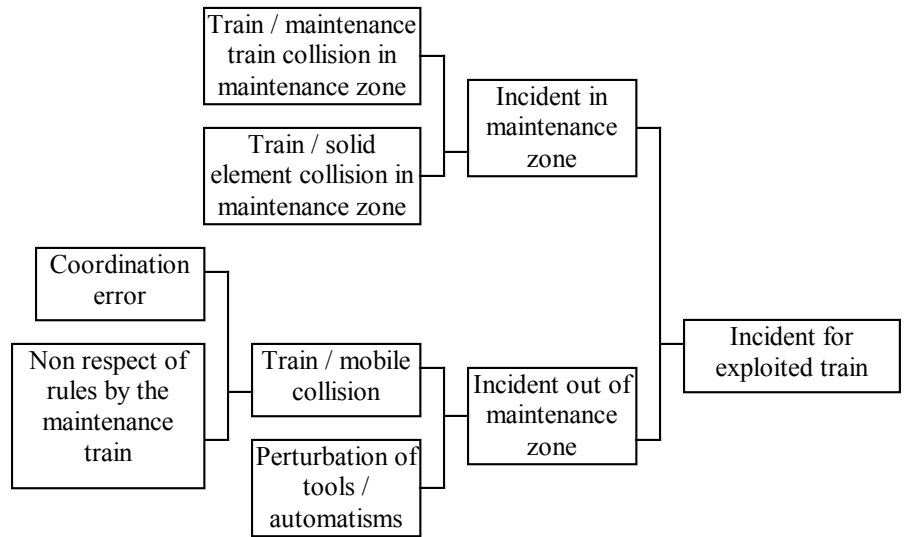 Train / maintenance
train collision in
maintenance zone
Train / solid
element collision in
maintenance zone
Incident in
maintenance
zone
Coordination
error
Non respect of
rules by the
maintenance
train
Train / mobile
collision
Perturbation of
tools /
automatisms
Incident out of
maintenance
zone
Incident for
exploited train